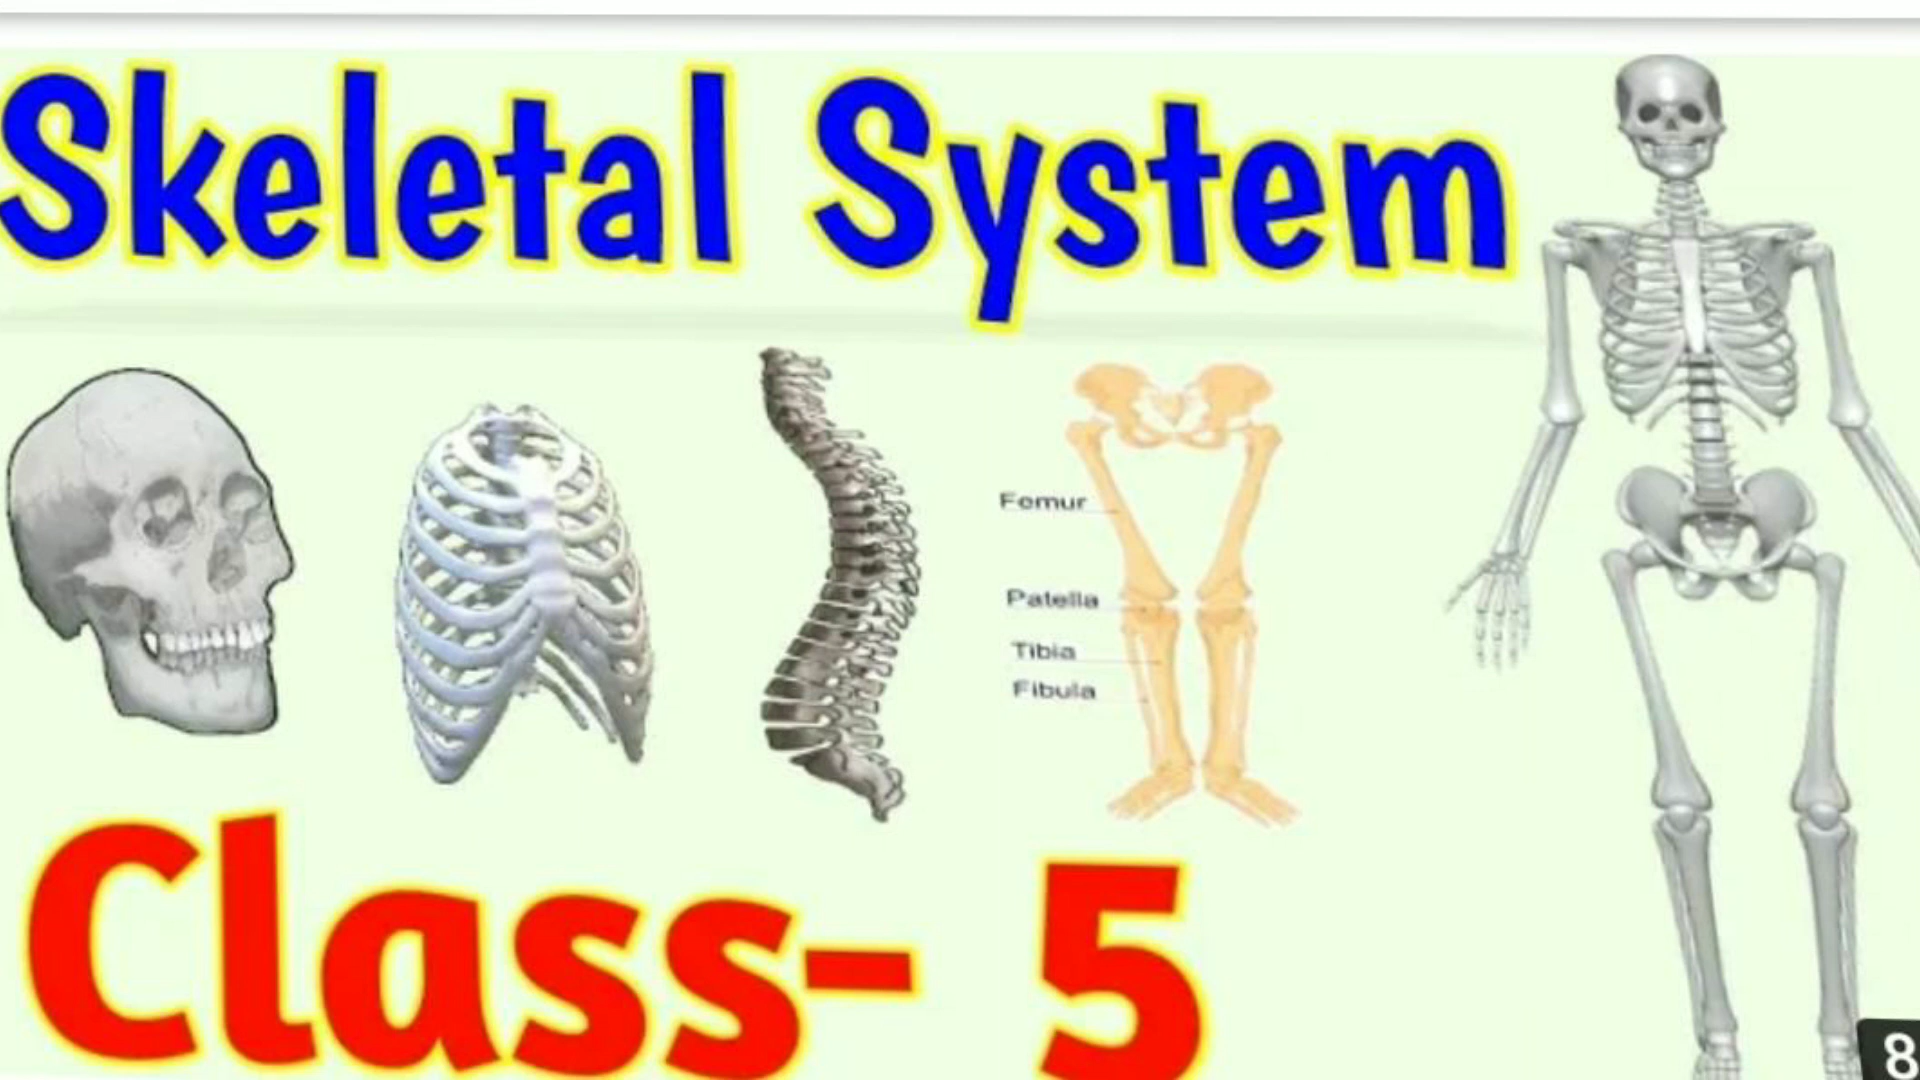 Skeletal System
Femur
Patella
Tibia
Fibula
Class- 5
8